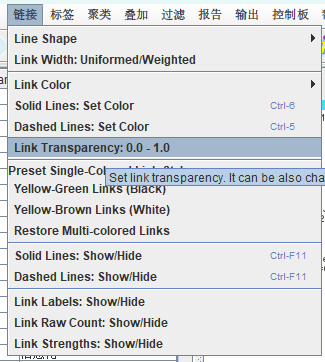 链接 标签 聚类 叠加 过滤 报告 输出 控制板
Line Shape
Link Width: Uniformed/Weighted
Link Color
Solid Lines: Set Color Ctrl-6
Dashed Lines: Set Color Ctrl-5
Link Transparency: 0.0 - 1.0
Preset Single-Co
Set link transparency. It can be also cha
Yellow-Green Links (Black)
Yellow-Brown Links (White)
Restore Multi-colored Links
Solid Lines: Show/Hide Ctrl-F11
Dashed Lines: Show/Hide Ctrl-F11
Link Labels: Show/Hide
Link Raw Count: Show/Hide
Link Strengths: Show/Hide